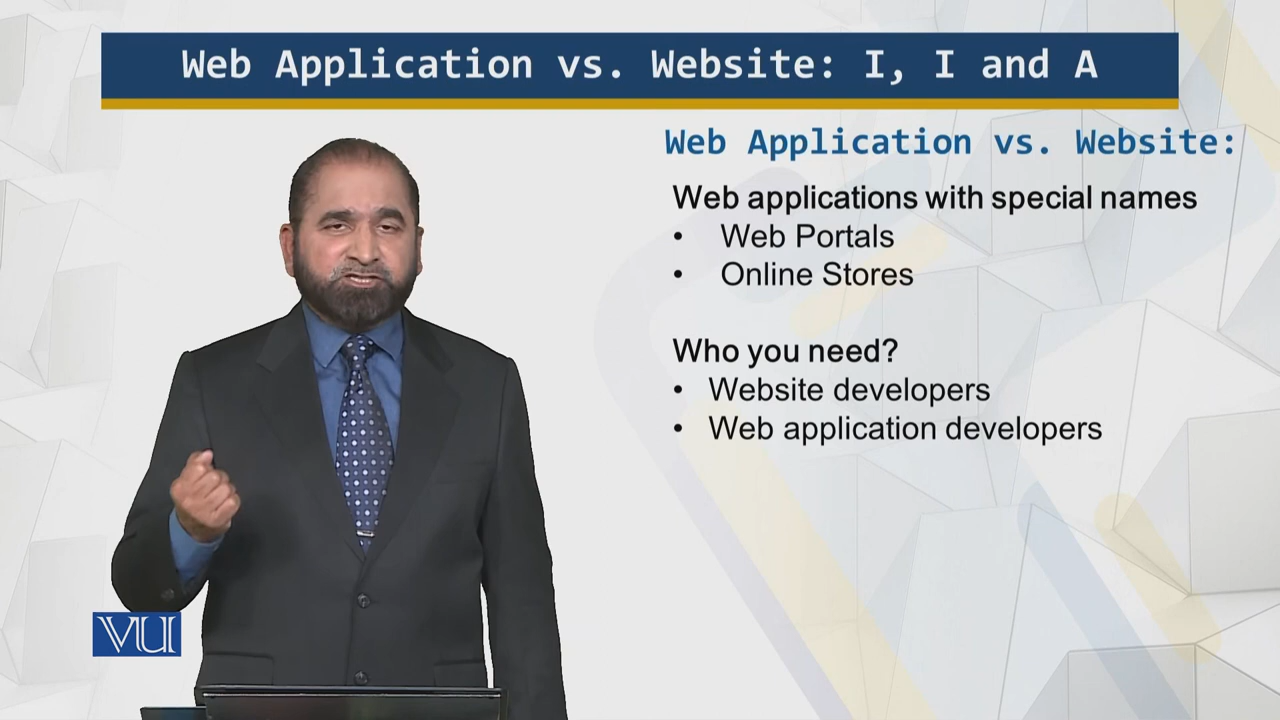 Web Application vs. Website: I, I and A
Web Application vs. Website:
Web applications with special names
• Web Portals
• Online Stores
Who you need?
• Website developers
• Web application developers
VU